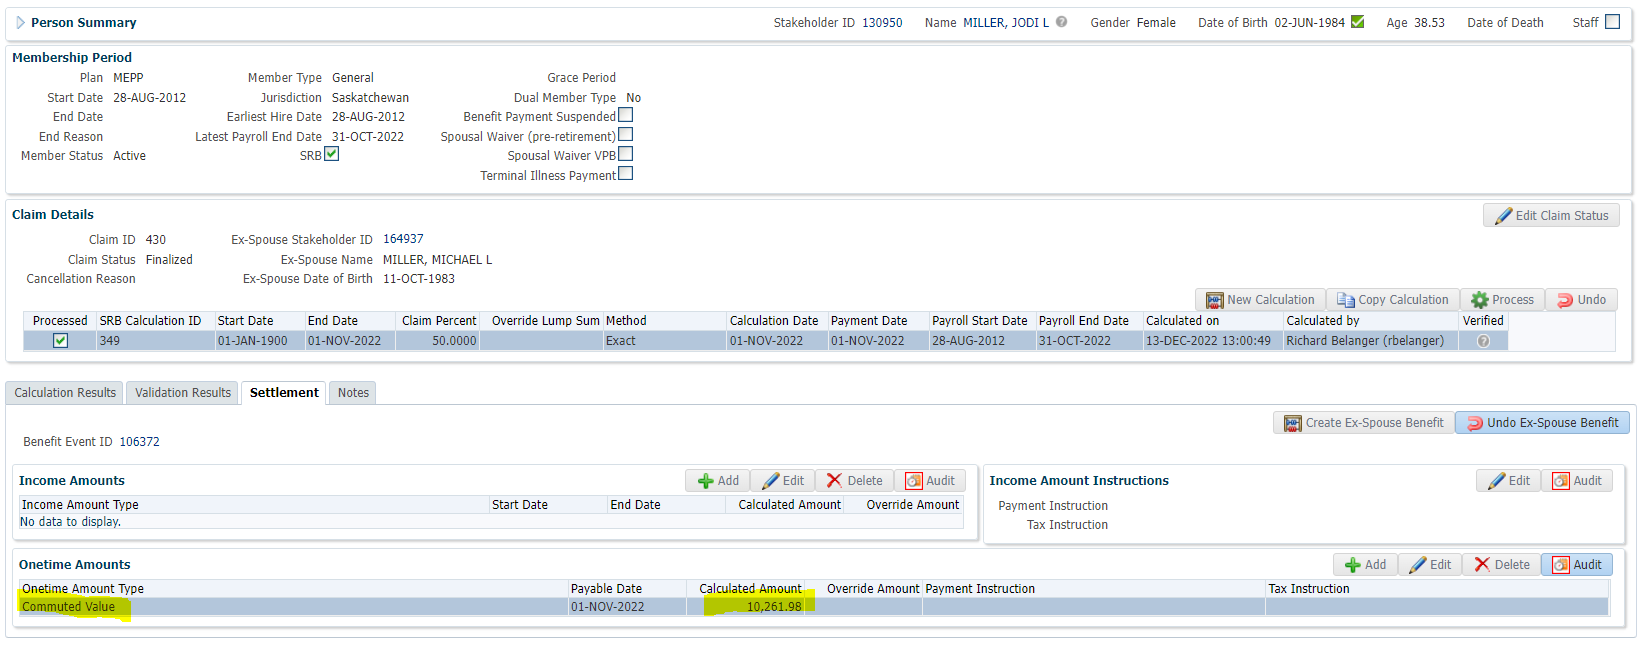 Person Summary Stakeholder ID 130950 Name MILLER, JODI L Gender Female Date of Birth 02-JUN-1984 Age 38.53 Date of Death Staff
Membership Period
Plan MEPP Member Type General Grace Period
Start Date 28-AUG-2012 Jurisdiction Saskatchewan Dual Member Type No
End Date Earliest Hire Date 28-AUG-2012 Benefit Payment Suspended
End Reason Latest Payroll End Date 31-OCT-2022 Spousal Waiver (pre-retirement)
Member Status Active SRB Spousal Waiver VPB
Terminal Illness Payment
Claim Details Edit Claim Status
Claim ID 430 Ex-Spouse Stakeholder ID 164937
Claim Status Finalized Ex-Spouse Name MILLER, MICHAEL L
Cancellation Reason Ex-Spouse Date of Birth 11-OCT-1983
New Calculation Copy Calculation Process Undo
Processed SRB Calculation ID Start Date End Date Claim Percent Override Lump Sum Method Calculation Date Payment Date Payroll Start Date Payroll End Date Calculated on Calculated by Verified
349 01-JAN-1900 01-NOV-2022 50.0000 Exact 01-NOV-2022 01-NOV-2022 28-AUG-2012 31-OCT-2022 13-DEC-2022 13:00:49 Richard Belanger (rbelanger) ?
Calculation Results Validation Results Settlement Notes
Create Ex-Spouse Benefit Undo Ex-Spouse Benefit
Benefit Event ID 106372
Income Amounts Add Edit Delete Audit Income Amount Instructions Edit Audit
Income Amount Type Start Date End Date Calculated Amount Override Amount Payment Instruction
No data to display. Tax Instruction
Onetime Amounts Add Edit Delete Audit
Onetime Amount Type Payable Date Calculated Amount Override Amount Payment Instruction Tax Instruction
Commuted Value 01-NOV-2022 10,261.98